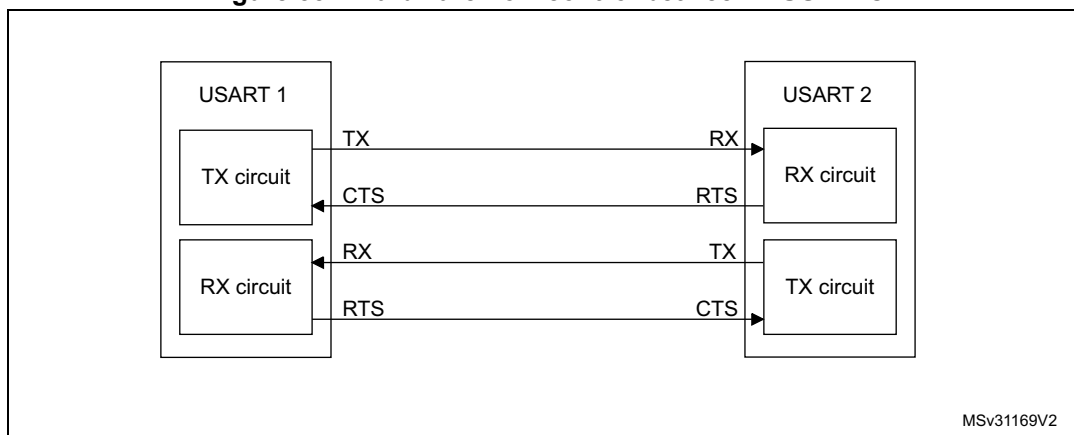 USART 1
USART 2
TX circuit
TX
RX
RX circuit
CTS
RTS
RX circuit
RX
TX
TX circuit
RTS
CTS
MSv31169V2